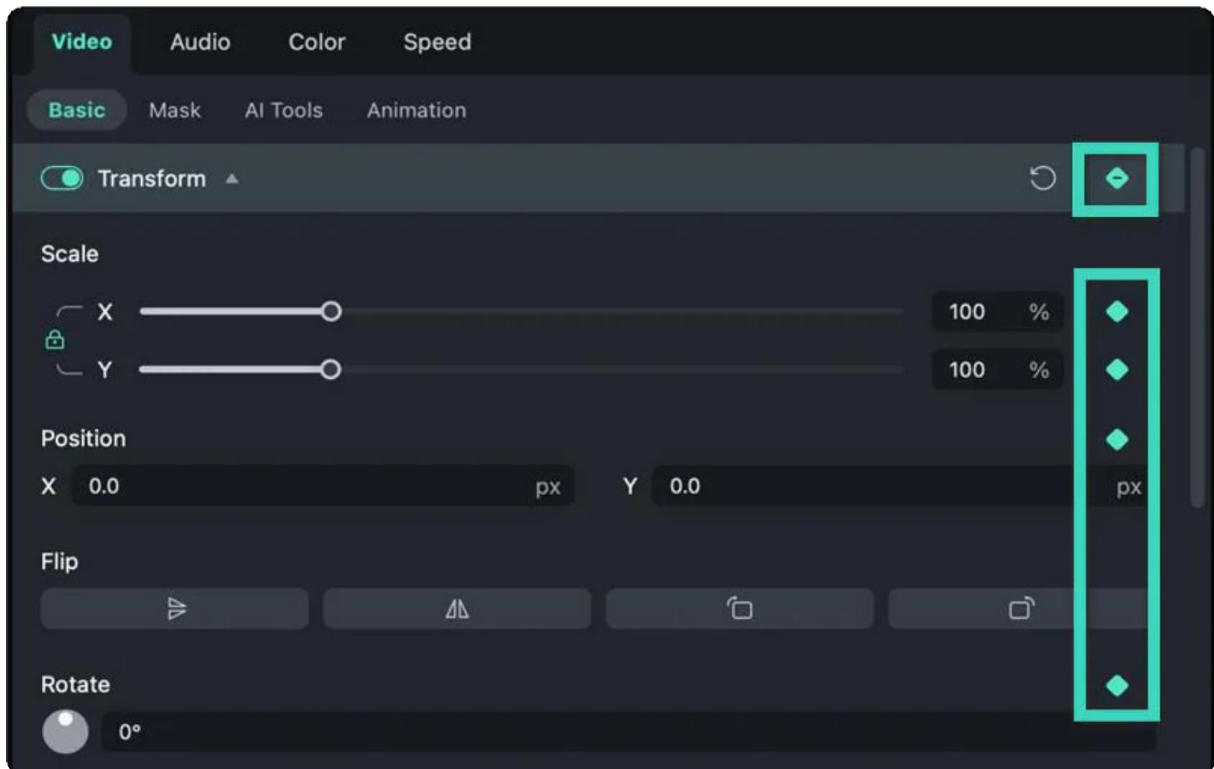 Video Audio Color Speed
Basic Mask AI Tools Animation
Transform
Scale
X 100 %
Y 100 %
Position
X 0.0 px Y 0.0 px
Flip
Rotate
0°